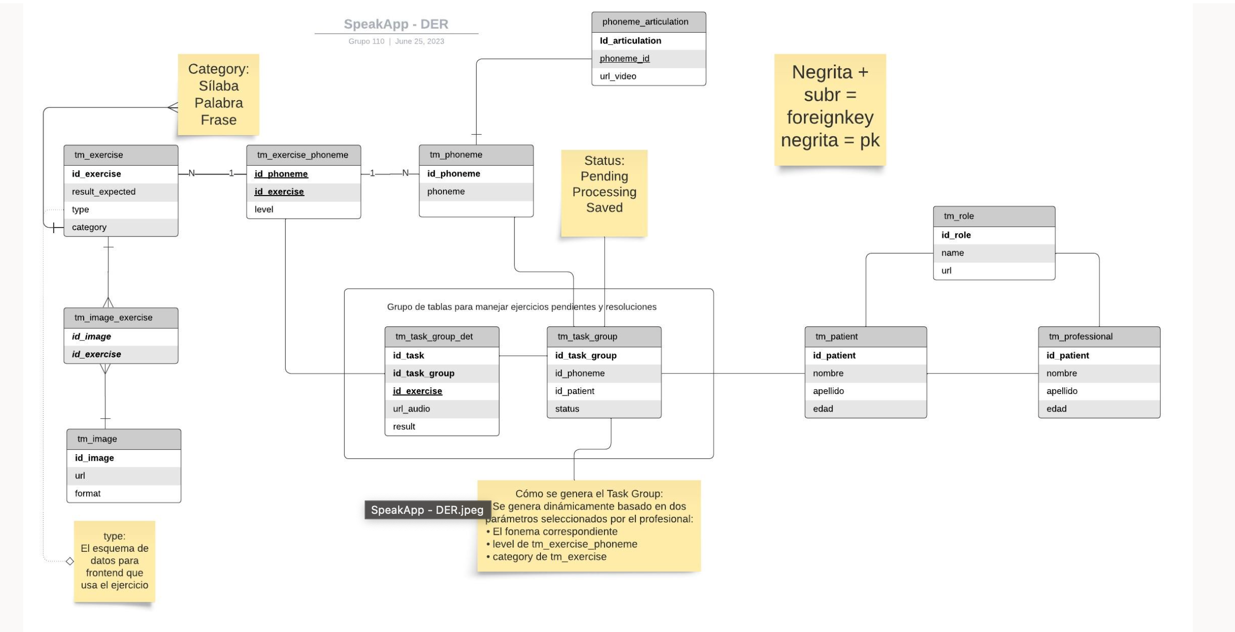 SpeakApp - DER
Grupo 110 | June 25, 2023
phoneme_articulation
Id_articulation
phoneme_id
url_video
Category:
Sílaba
Palabra
Frase
Negrita +
subr =
foreignkey
negrita = pk
tm_exercise
id_exercise
result_expected
type
category
N
1
tm_exercise_phoneme
id_phoneme
id_exercise
level
1
N
tm_phoneme
id_phoneme
phoneme
Status:
Pending
Processing
Saved
tm_role
id_role
name
url
tm_image_exercise
id_image
id_exercise
Grupo de tablas para manejar ejercicios pendientes y resoluciones
tm_task_group_det
id_task
id_task_group
id_exercise
url_audio
result
tm_task_group
id_task_group
id_phoneme
id_patient
status
tm_patient
id_patient
nombre
apellido
edad
tm_professional
id_patient
nombre
apellido
edad
tm_image
id_image
url
format
SpeakApp - DER.jpeg
Cómo se genera el Task Group:
Se genera dinámicamente basado en dos
parámetros seleccionados por el profesional:
• El fonema correspondiente
• level de tm_exercise_phoneme
• category de tm_exercise
type:
El esquema de
datos para
frontend que
usa el ejercicio